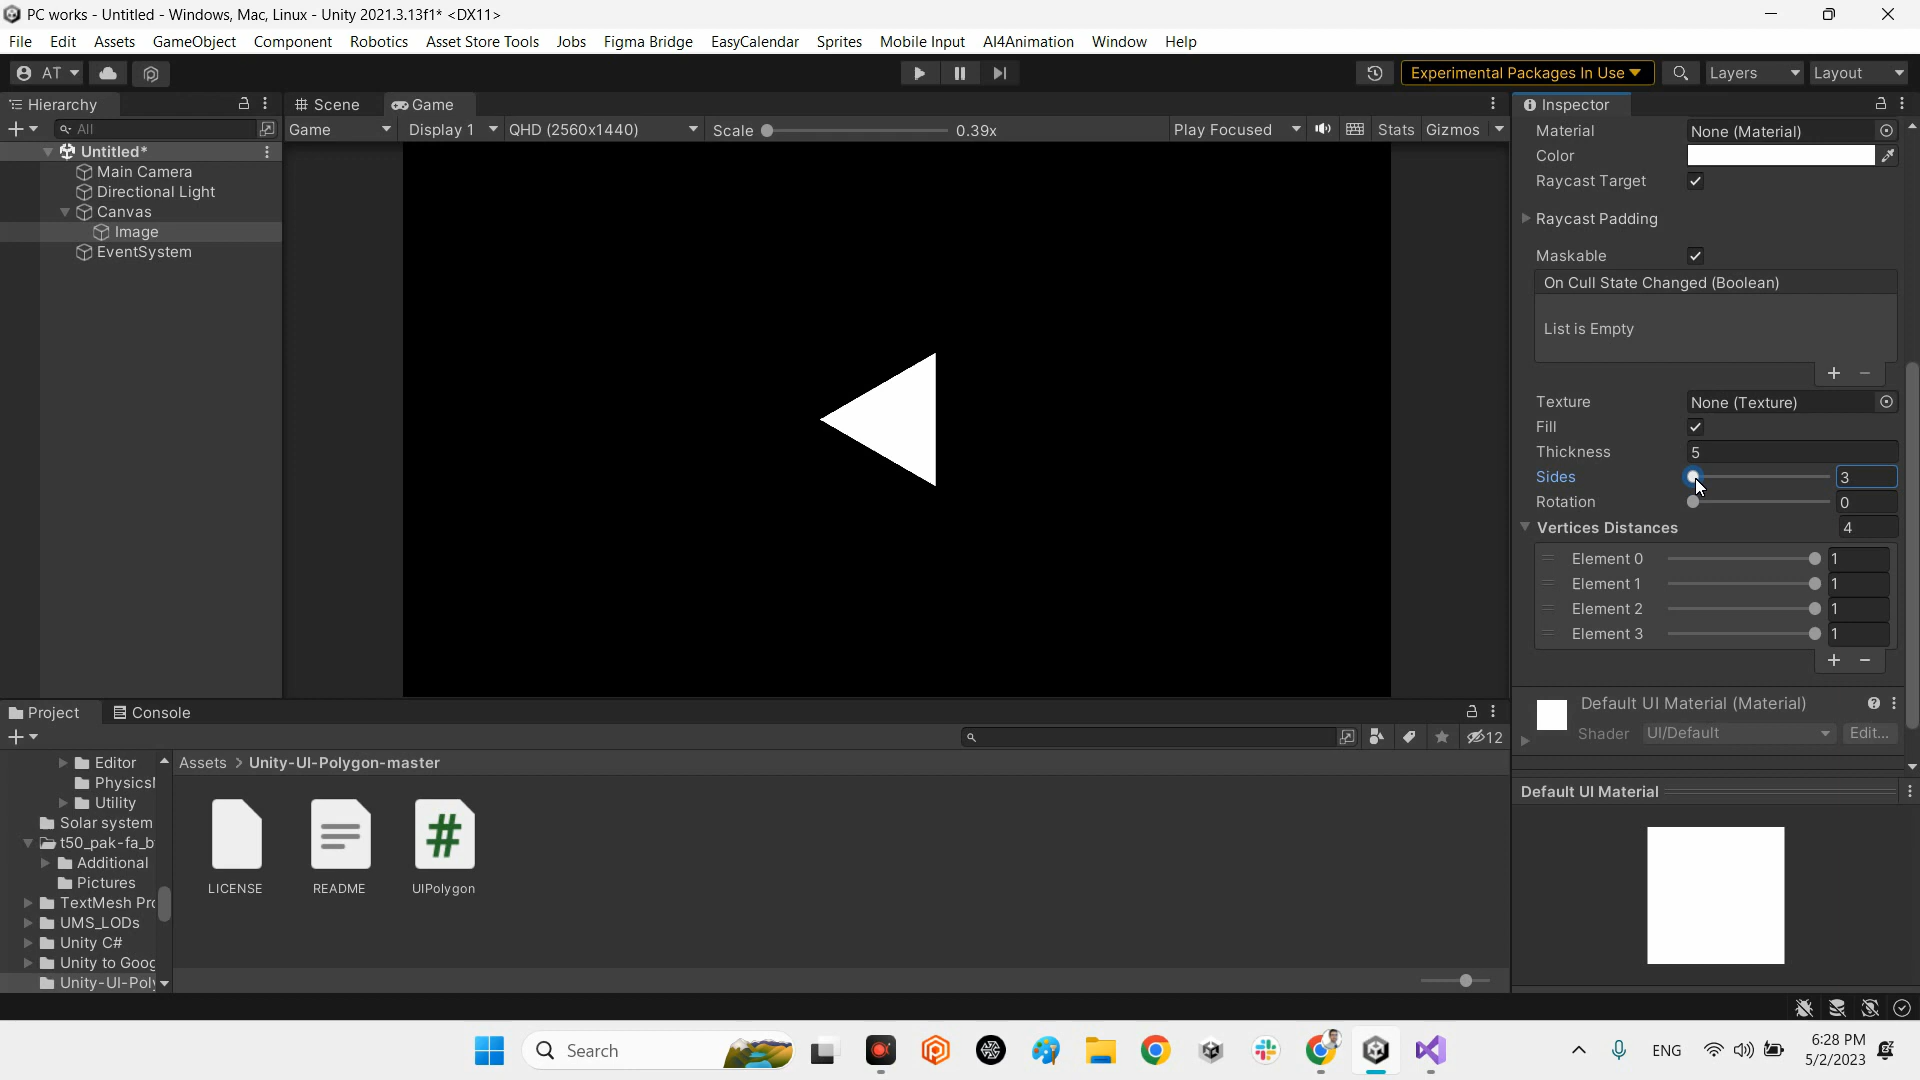 PC works - Untitled - Windows, Mac, Linux - Unity 2021.3.13f1* <DX11>
File Edit Assets GameObject Component Robotics Asset Store Tools Jobs Figma Bridge EasyCalendar Sprites Mobile Input AI4Animation Window Help
AT Experimental Packages In Use Layers Layout
Hierarchy Scene Game Inspector
All Game Display 1 QHD (2560x1440) Scale 0.39x Play Focused Stats Gizmos
Untitled*
Main Camera
Directional Light
Canvas
Image
EventSystem
Material None (Material)
Color
Raycast Target
Raycast Padding
Maskable
On Cull State Changed (Boolean)
List is Empty
Texture None (Texture)
Fill
Thickness 5
Sides 3
Rotation 0
Vertices Distances 4
Element 0 1
Element 1 1
Element 2 1
Element 3 1
Default UI Material (Material)
Shader UI/Default Edit...
Default UI Material
Project Console
12
Editor
Physics
Utility
Solar system
t50_pak-fa_b
Additional
Pictures
TextMesh Pr
UMS_LODs
Unity C#
Unity to Goog
Unity-UI-Poly
Assets > Unity-UI-Polygon-master
LICENSE README UIPolygon
Search ENG 6:28 PM
5/2/2023